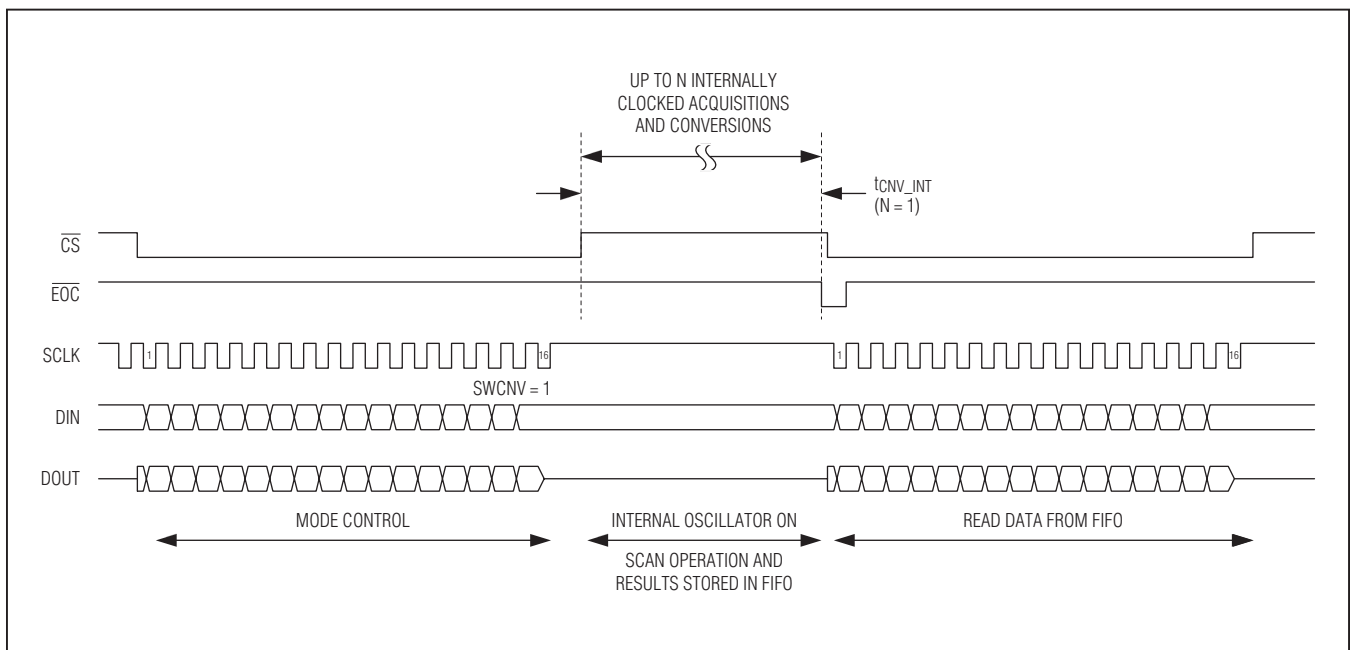 UP TO N INTERNALLY
CLOCKED ACQUISITIONS
AND CONVERSIONS
tCNV_INT
(N = 1)
CS
EOC
SCLK
1
16
1
16
SWCNV = 1
DIN
DOUT
MODE CONTROL
INTERNAL OSCILLATOR ON
READ DATA FROM FIFO
SCAN OPERATION AND
RESULTS STORED IN FIFO